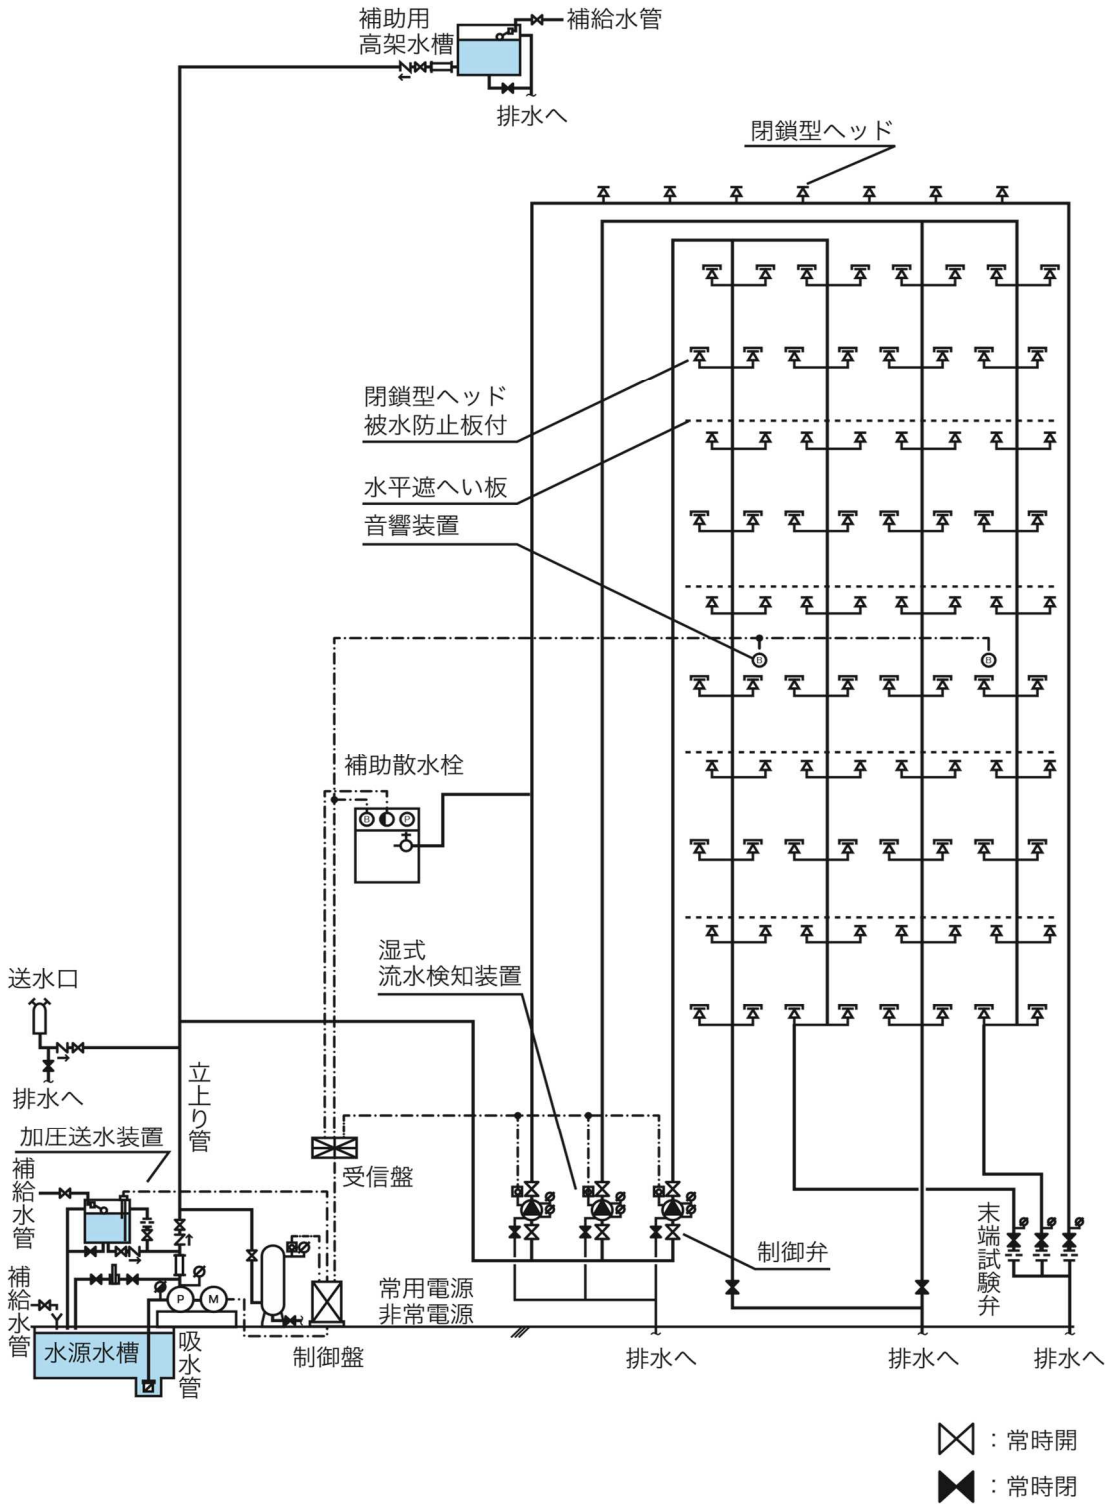 補助用
高架水槽
補給水管
排水へ
閉鎖型ヘッド
閉鎖型ヘッド
被水防止板付
水平遮へい板
音響装置
B
B
補助散水栓
B
P
湿式
流水検知装置
送水口
排水へ
立上り管
加圧送水装置
補給水管
受信盤
制御弁
末端試験弁
補給水管
P
M
常用電源
非常電源
水源水槽
吸水管
制御盤
排水へ
排水へ
排水へ
：常時開
：常時閉